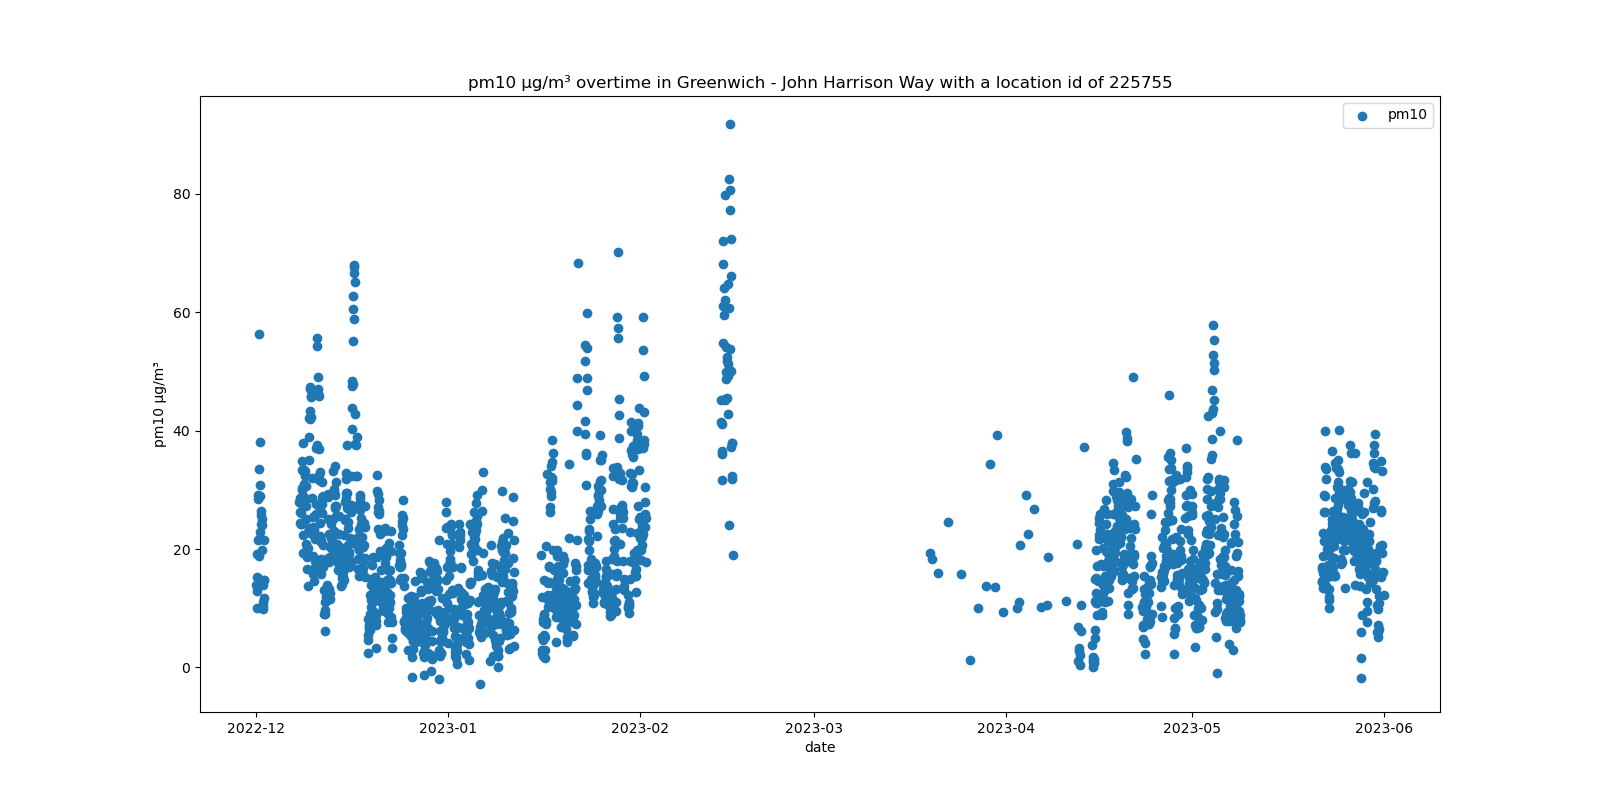 pm10 µg/m³ overtime in Greenwich - John Harrison Way with a location id of 225755
pm10
80
60
40
20
0
pm10 µg/m³
2022-12 2023-01 2023-02 2023-03 2023-04 2023-05 2023-06
date